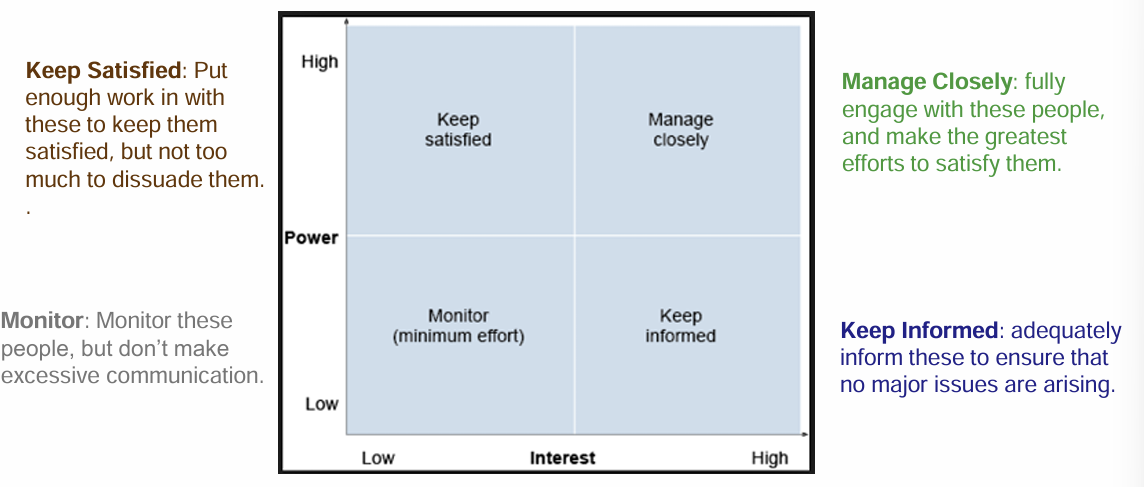 Keep Satisfied: Put
enough work in with
these to keep them
satisfied, but not too
much to dissuade them.
.
Monitor: Monitor these
people, but don’t make
excessive communication.
High
Power
Low
Keep
satisfied
Manage
closely
Monitor
(minimum effort)
Keep
informed
Low
Interest
High
Manage Closely: fully
engage with these people,
and make the greatest
efforts to satisfy them.
Keep Informed: adequately
inform these to ensure that
no major issues are arising.